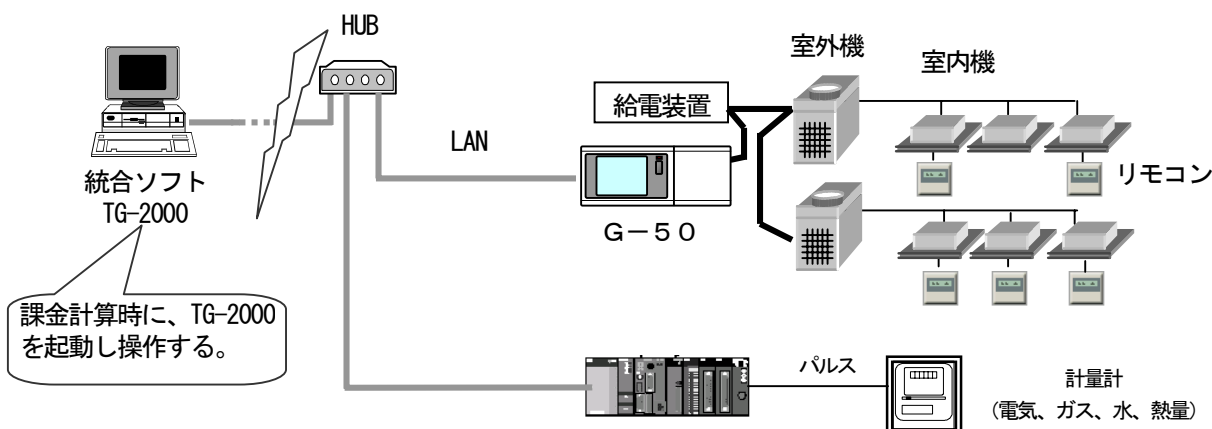 HUB
室外機
室内機
給電装置
LAN
リモコン
統合ソフト
TG-2000
G－50
課金計算時に、TG-2000
を起動し操作する。
パルス
計量計
(電気、ガス、水、熱量)